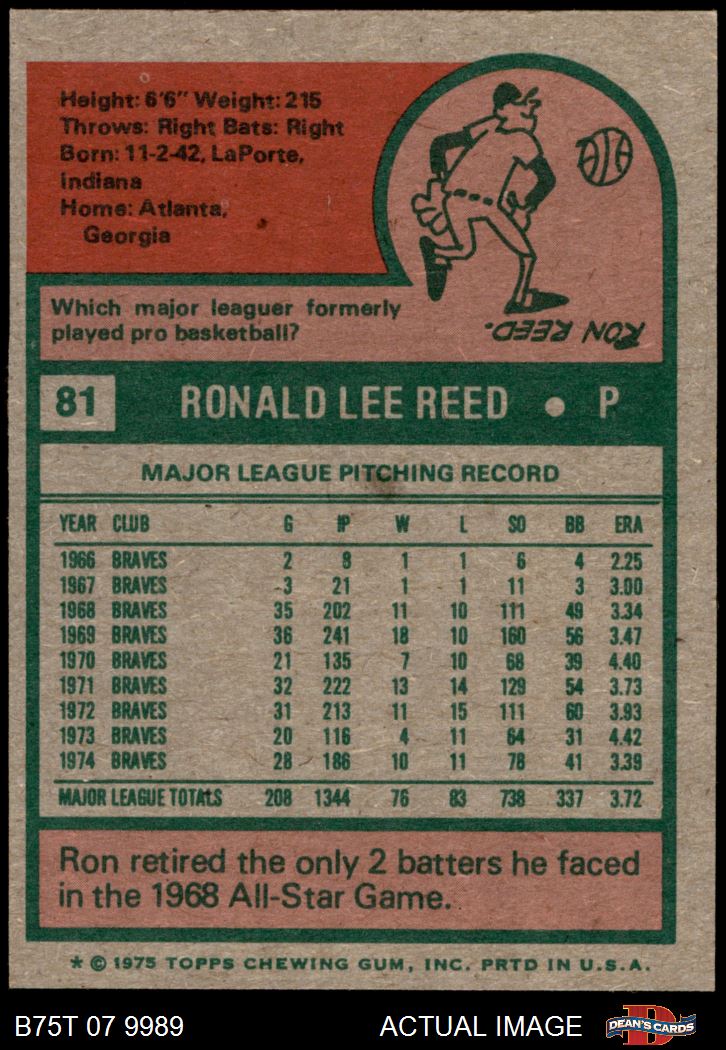 Height: 6'6" Weight: 215
Throws: Right Bats: Right
Born: 11-2-42, LaPorte,
Indiana
Home: Atlanta,
Georgia
Which major leaguer formerly
played pro basketball?
RON REED.
81 RONALD LEE REED • P
MAJOR LEAGUE PITCHING RECORD
YEAR CLUB G IP W L SO BB ERA
1966 BRAVES 2 8 1 1 6 4 2.25
1967 BRAVES 3 21 1 1 11 3 3.00
1968 BRAVES 35 202 11 10 111 49 3.34
1969 BRAVES 36 241 18 10 160 56 3.47
1970 BRAVES 21 135 7 10 68 39 4.40
1971 BRAVES 32 222 13 14 129 54 3.73
1972 BRAVES 31 213 11 15 111 60 3.93
1973 BRAVES 20 116 4 11 64 31 4.42
1974 BRAVES 28 186 10 11 78 41 3.39
MAJOR LEAGUE TOTALS 208 1344 76 83 738 337 3.72
Ron retired the only 2 batters he faced
in the 1968 All-Star Game.
* © 1975 TOPPS CHEWING GUM, INC. PRTD IN U.S.A.
B75T 07 9989 ACTUAL IMAGE D DEAN'S CARDS